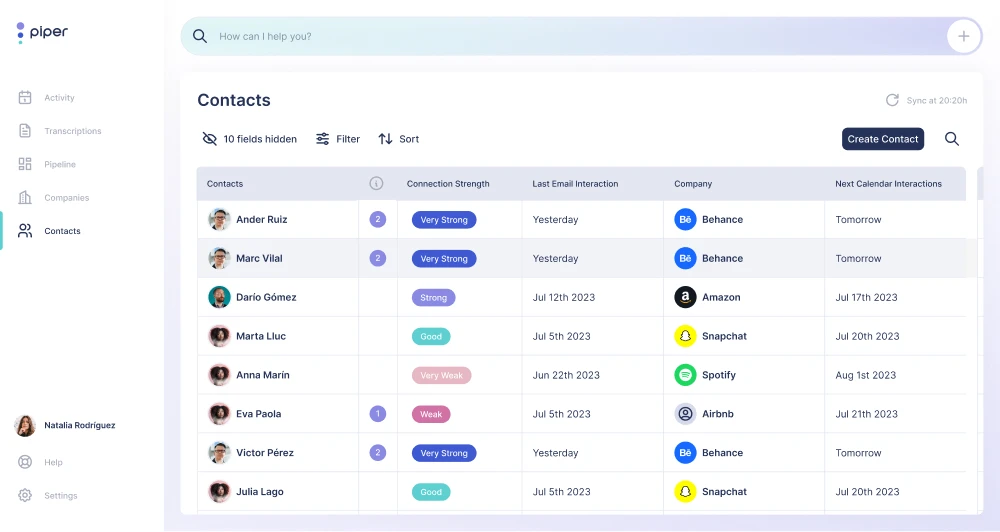 piper
How can I help you?
Activity
Transcriptions
Pipeline
Companies
Contacts
Natalia Rodríguez
Help
Settings
Contacts
Sync at 20:20h
10 fields hidden Filter Sort Create Contact
Contacts i Connection Strength Last Email Interaction Company Next Calendar Interactions
Ander Ruiz 2 Very Strong Yesterday Bē Behance Tomorrow
Marc Vilal 2 Very Strong Yesterday Bē Behance Tomorrow
Darío Gómez Strong Jul 12th 2023 a Amazon Jul 17th 2023
Marta Lluc Good Jul 5th 2023 Snapchat Jul 20th 2023
Anna Marín Very Weak Jun 22th 2023 Spotify Aug 1st 2023
Eva Paola 1 Weak Jul 5th 2023 Airbnb Jul 21th 2023
Victor Pérez 2 Very Strong Yesterday Bē Behance Tomorrow
Julia Lago Good Jul 5th 2023 Snapchat Jul 20th 2023